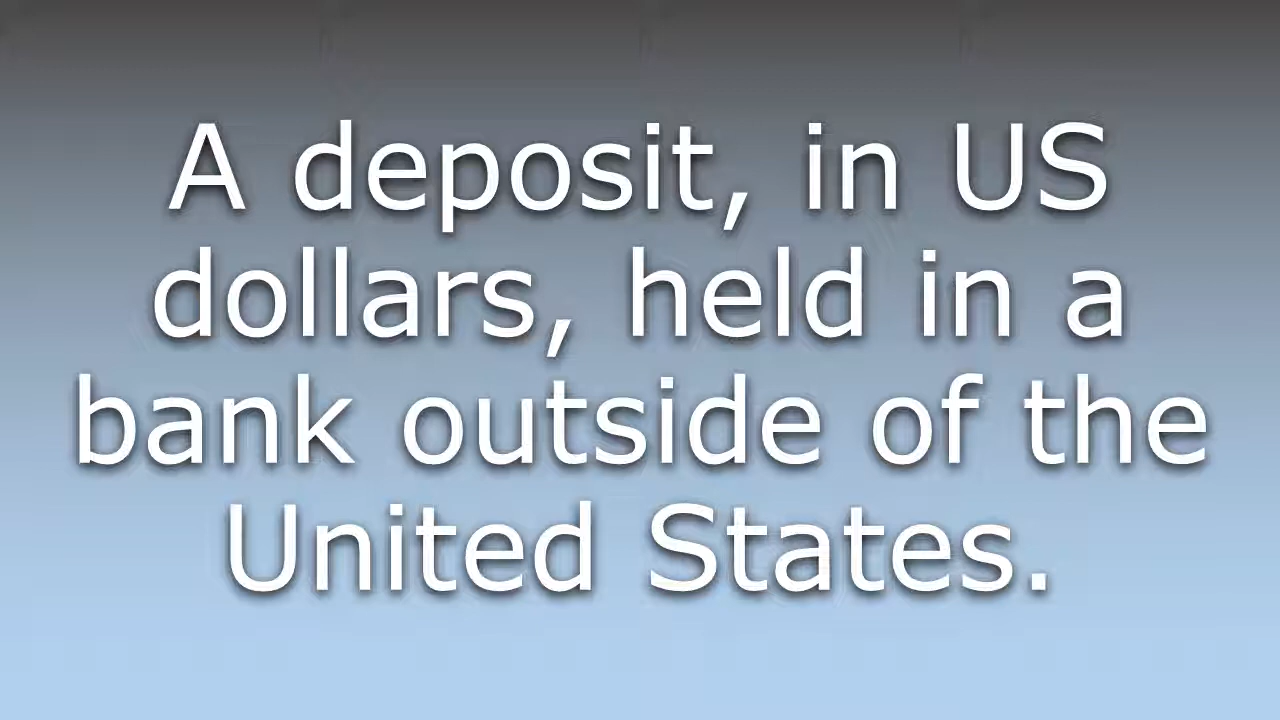 A deposit, in US
dollars, held in a
bank outside of the
United States.